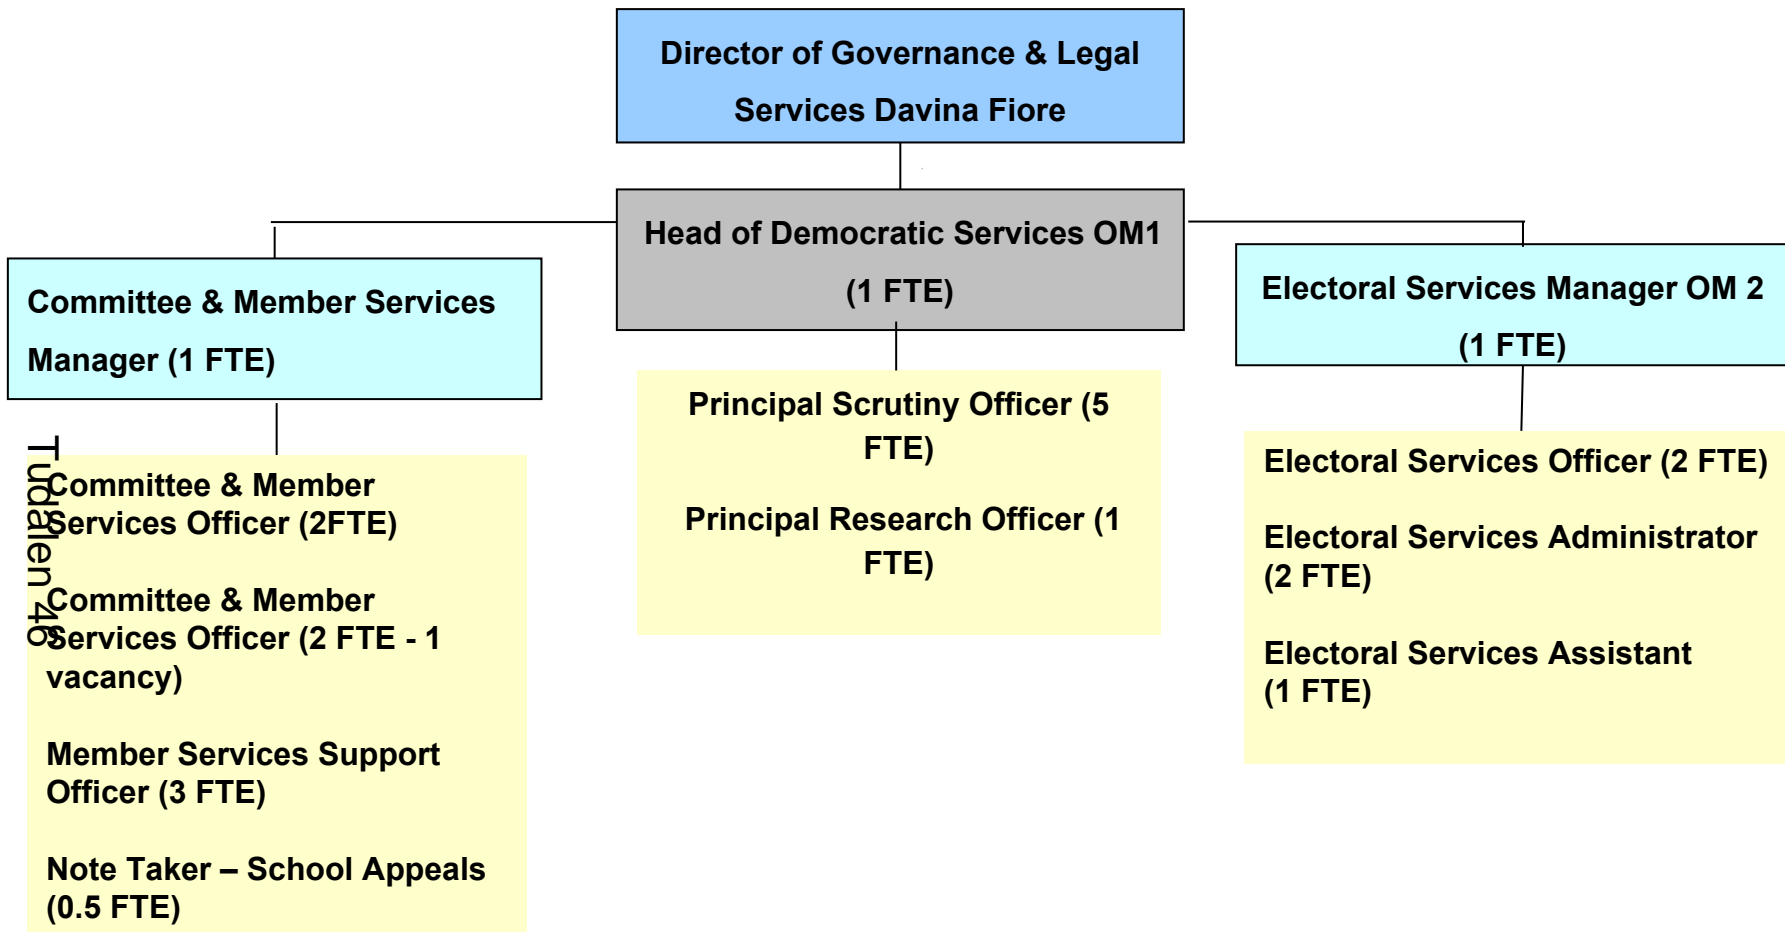 Director of Governance & Legal
Services Davina Fiore
Head of Democratic Services OM1
(1 FTE)
Committee & Member Services
Manager (1 FTE)
Electoral Services Manager OM 2
(1 FTE)
Committee & Member
Services Officer (2FTE)
Committee & Member
Services Officer (2 FTE - 1
vacancy)
Member Services Support
Officer (3 FTE)
Note Taker – School Appeals
(0.5 FTE)
Principal Scrutiny Officer (5
FTE)
Principal Research Officer (1
FTE)
Electoral Services Officer (2 FTE)
Electoral Services Administrator
(2 FTE)
Electoral Services Assistant
(1 FTE)
Tudalen 46